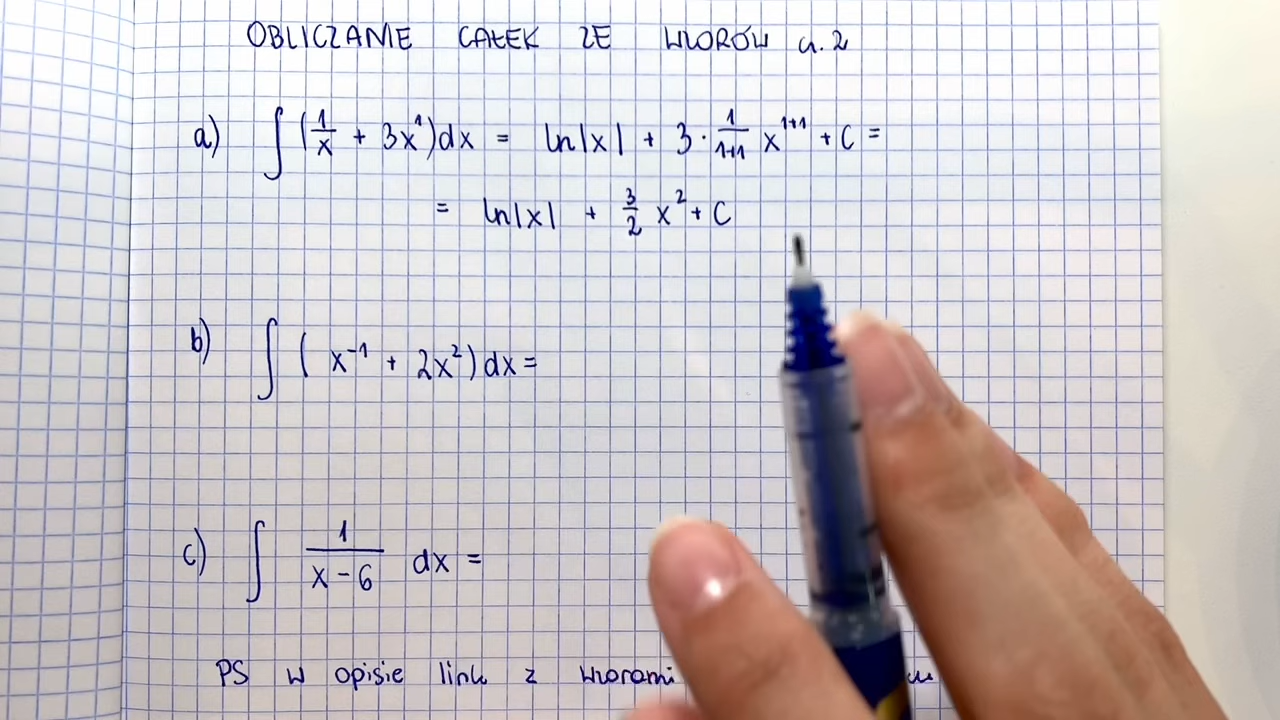 OBLICZANIE CAŁEK ZE WZORÓW cz.2
a) ∫(1/x + 3x¹)dx = ln|x| + 3·1/(1+1) x¹⁺¹ + C =
= ln|x| + 3/2 x² + C
b) ∫( x⁻¹ + 2x²)dx =
c) ∫ 1/(x-6) dx =
PS w opisie link z wzorami